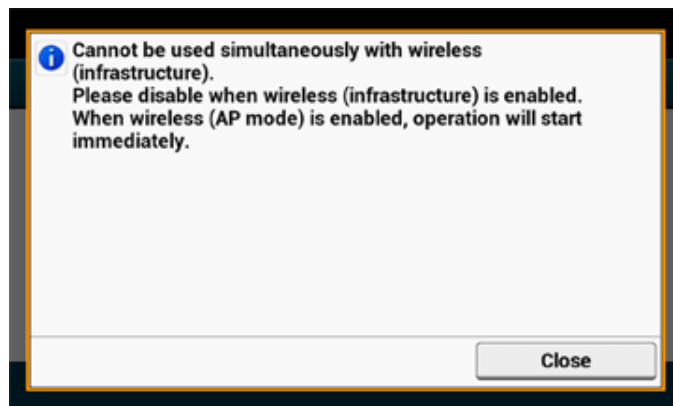 Cannot be used simultaneously with wireless
(infrastructure).
Please disable when wireless (infrastructure) is enabled.
When wireless (AP mode) is enabled, operation will start
immediately.
Close